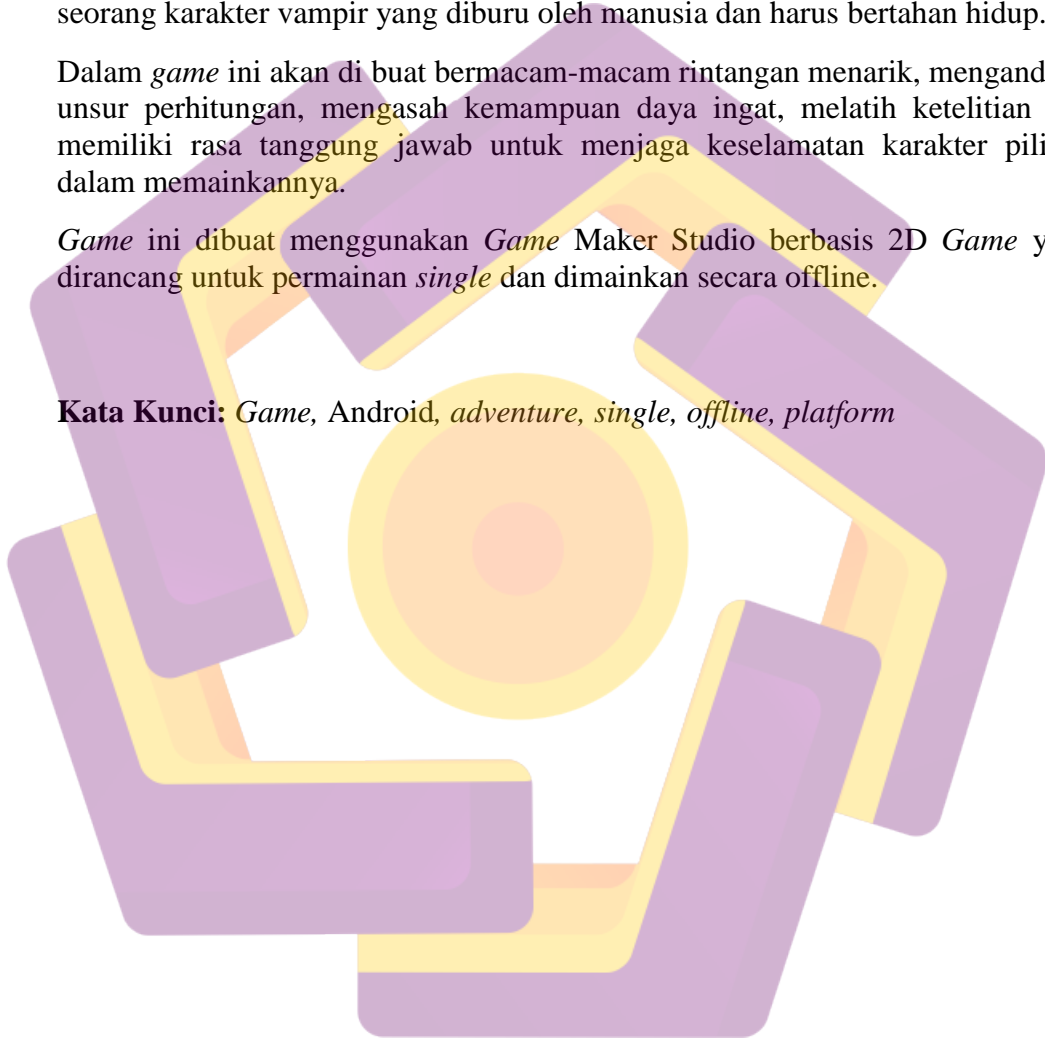 seorang karakter vampir yang diburu oleh manusia dan harus bertahan hidup.
Dalam game ini akan di buat bermacam-macam rintangan menarik, mengand
unsur perhitungan, mengasah kemampuan daya ingat, melatih ketelitian
memiliki rasa tanggung jawab untuk menjaga keselamatan karakter pili
dalam memainkannya.
Game ini dibuat menggunakan Game Maker Studio berbasis 2D Game y
dirancang untuk permainan single dan dimainkan secara offline.
Kata Kunci: Game, Android, adventure, single, offline, platform